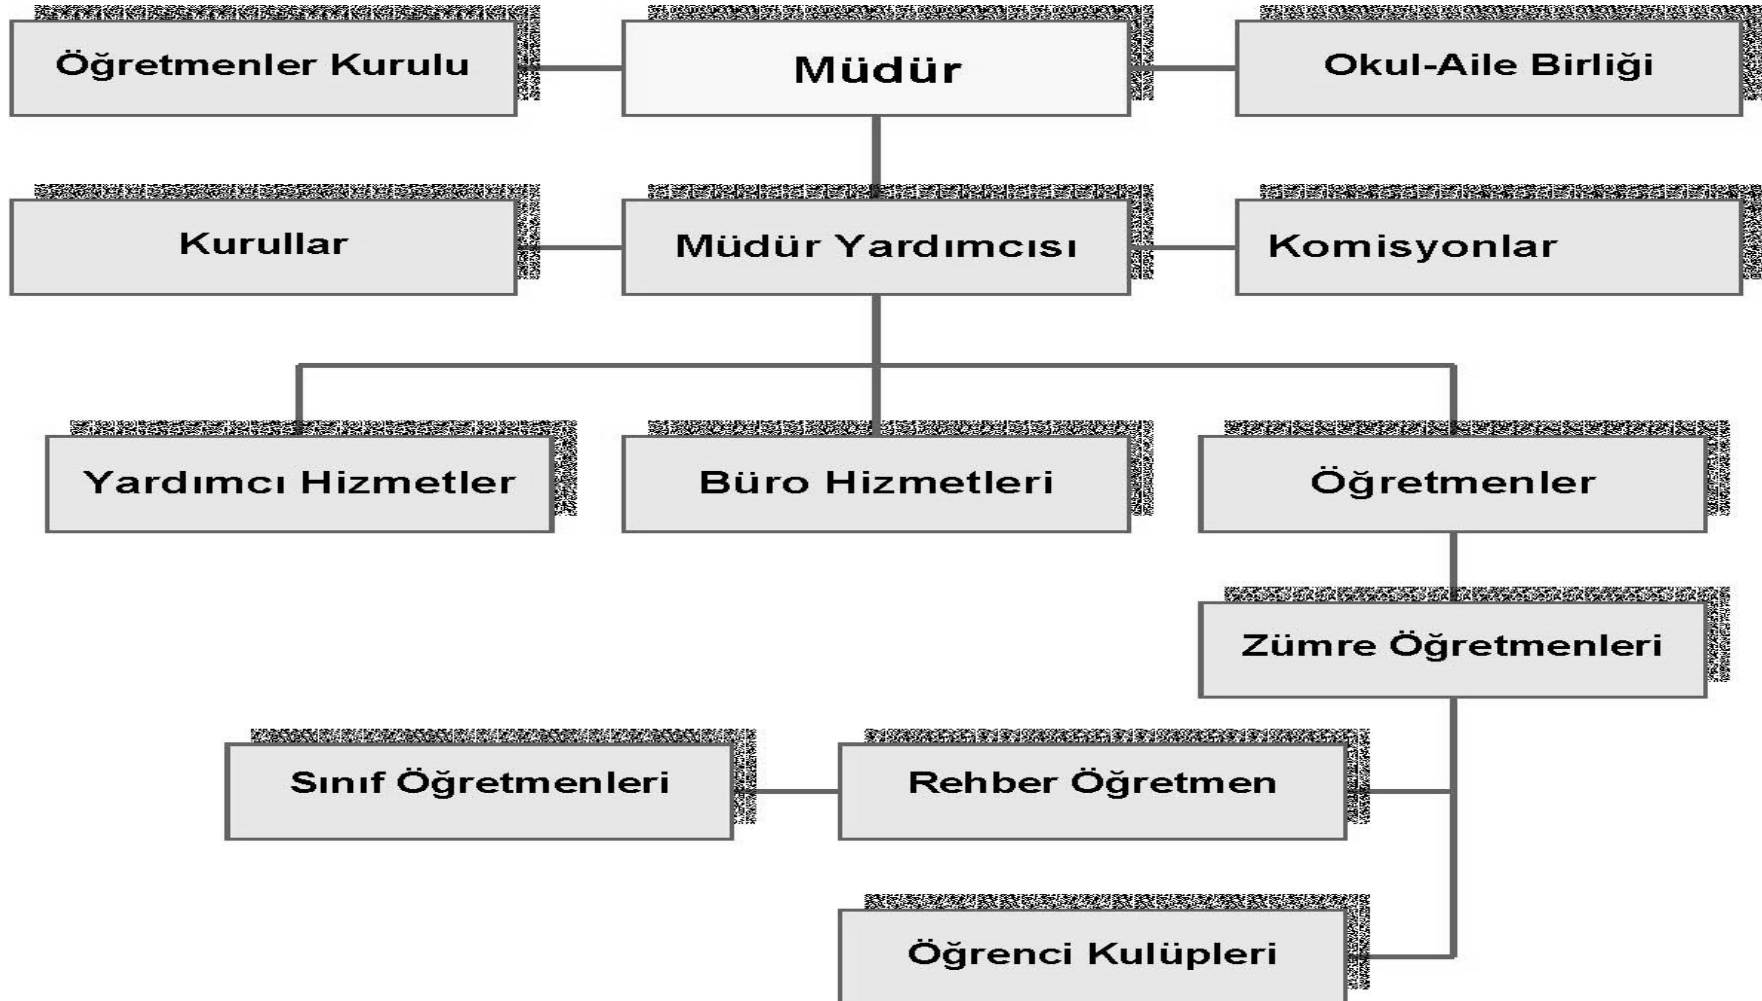 Öğretmenler Kurulu
Müdür
Okul-Aile Birliği
Kurullar
Müdür Yardımcısı
Komisyonlar
Yardımcı Hizmetler
Büro Hizmetleri
Öğretmenler
Zümre Öğretmenleri
Sınıf Öğretmenleri
Rehber Öğretmen
Öğrenci Kulüpleri